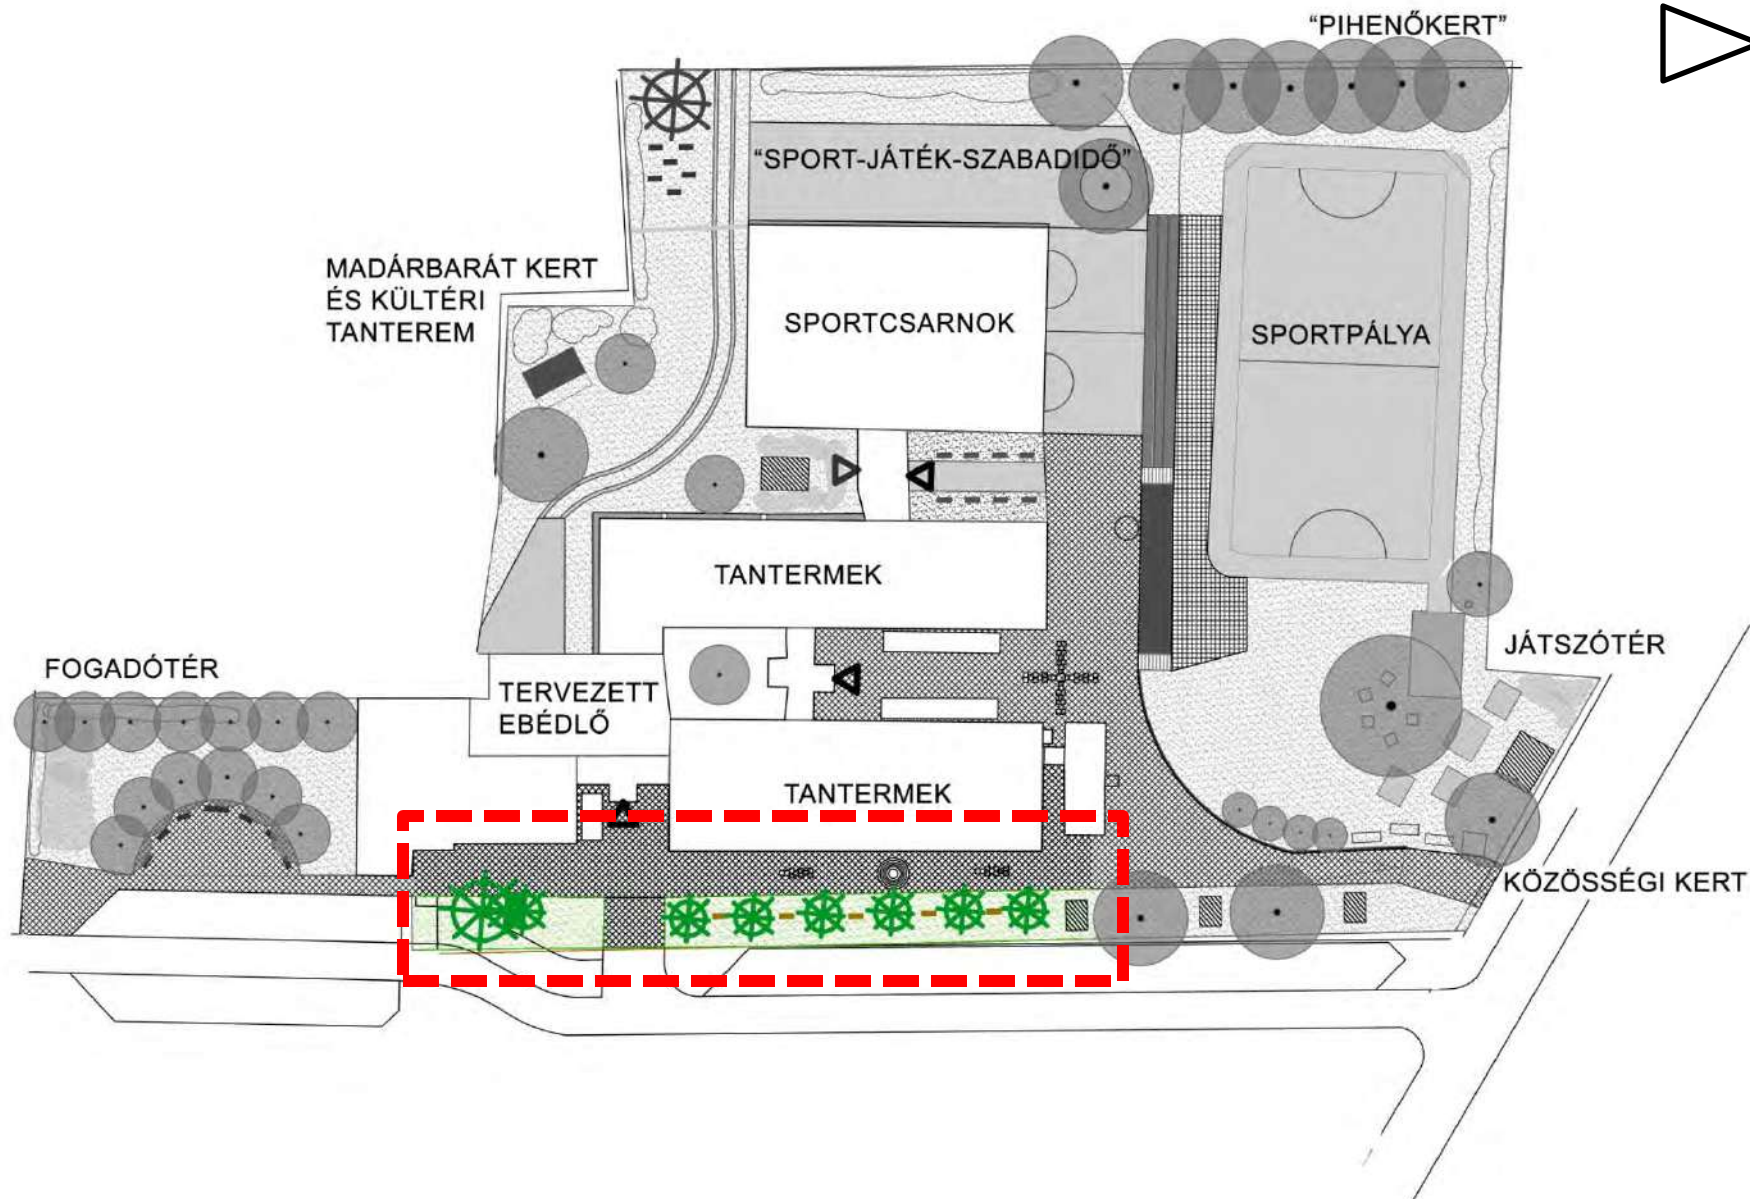 “PIHENŐKERT”
“SPORT-JÁTÉK-SZABADIDŐ”
MADÁRBARÁT KERT
ÉS KÜLTÉRI
TANTEREM
SPORTCSARNOK
SPORTPÁLYA
TANTERMEK
JÁTSZÓTÉR
FOGADÓTÉR
TERVEZETT
EBÉDLŐ
TANTERMEK
KÖZÖSSÉGI KERT